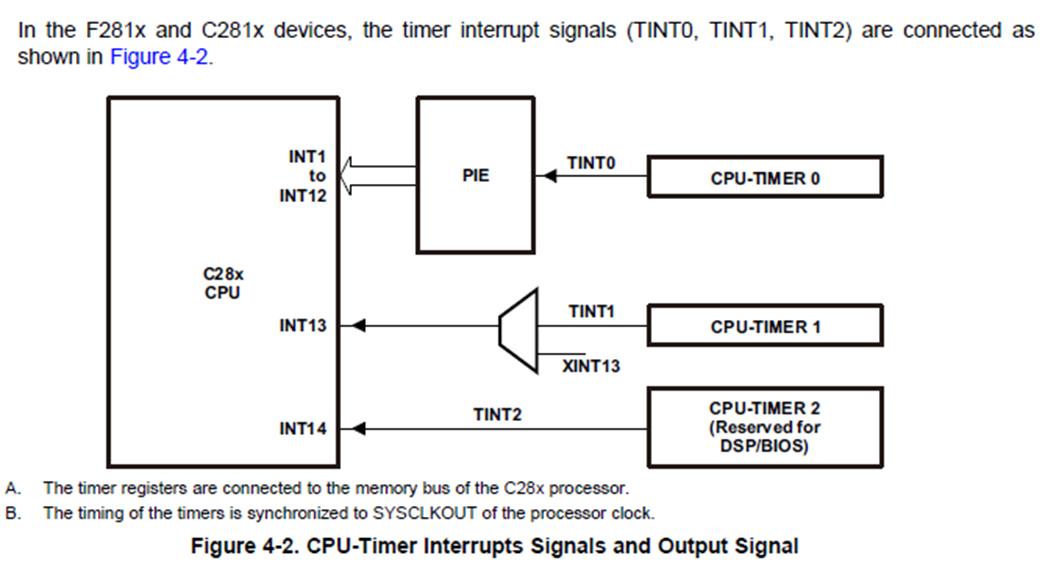 In the F281x and C281x devices, the timer interrupt signals (TINT0, TINT1, TINT2) are connected as
shown in Figure 4-2.
INT1
to
INT12
PIE
TINT0
CPU-TIMER 0
C28x
CPU
INT13
TINT1
CPU-TIMER 1
XINT13
INT14
TINT2
CPU-TIMER 2
(Reserved for
DSP/BIOS)
A. The timer registers are connected to the memory bus of the C28x processor.
B. The timing of the timers is synchronized to SYSCLKOUT of the processor clock.
Figure 4-2. CPU-Timer Interrupts Signals and Output Signal